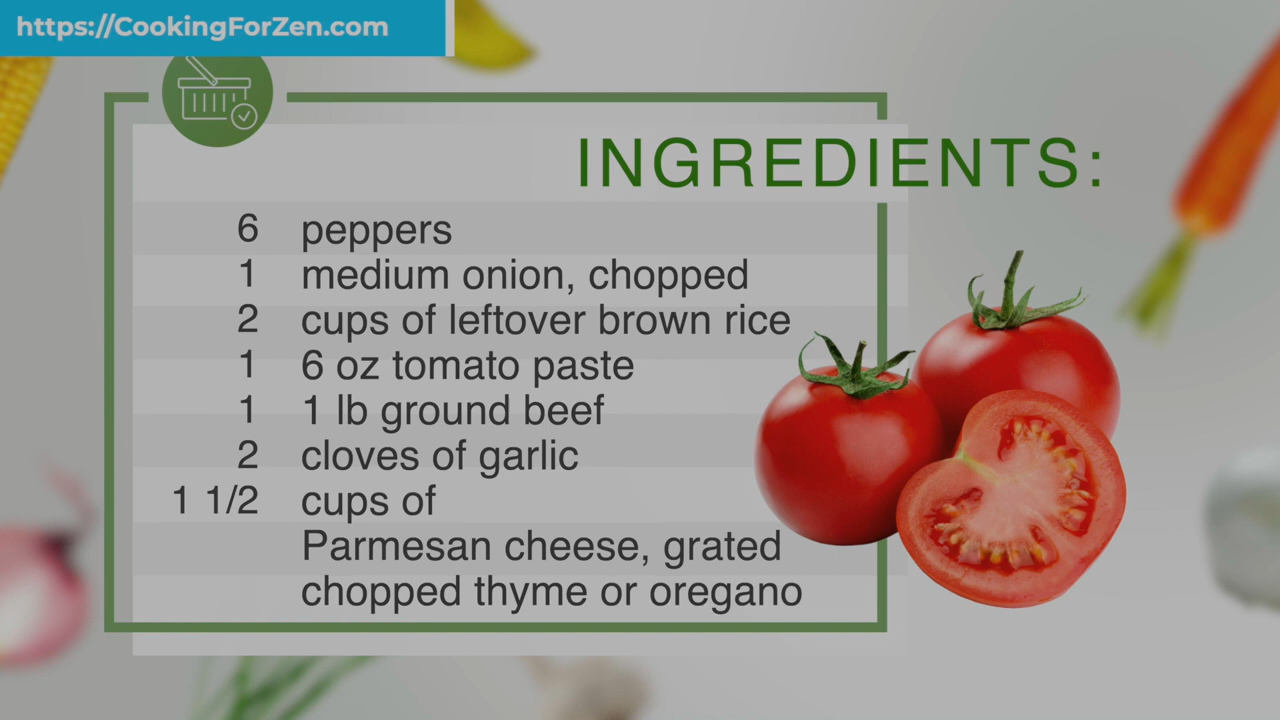 https://CookingForZen.com
INGREDIENTS:
6 peppers
1 medium onion, chopped
2 cups of leftover brown rice
1 6 oz tomato paste
1 1 lb ground beef
2 cloves of garlic
1 1/2 cups of
Parmesan cheese, grated
chopped thyme or oregano